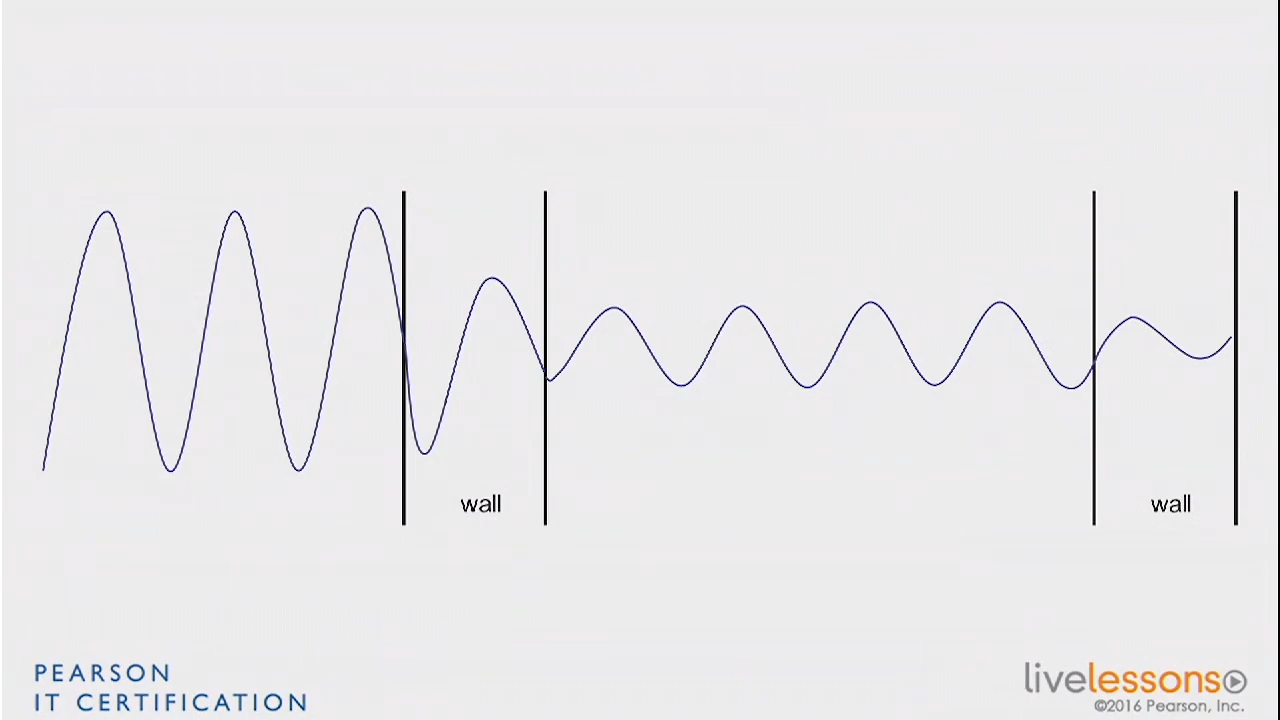 wall
wall
PEARSON
IT CERTIFICATION
livelessons
©2016 Pearson, Inc.